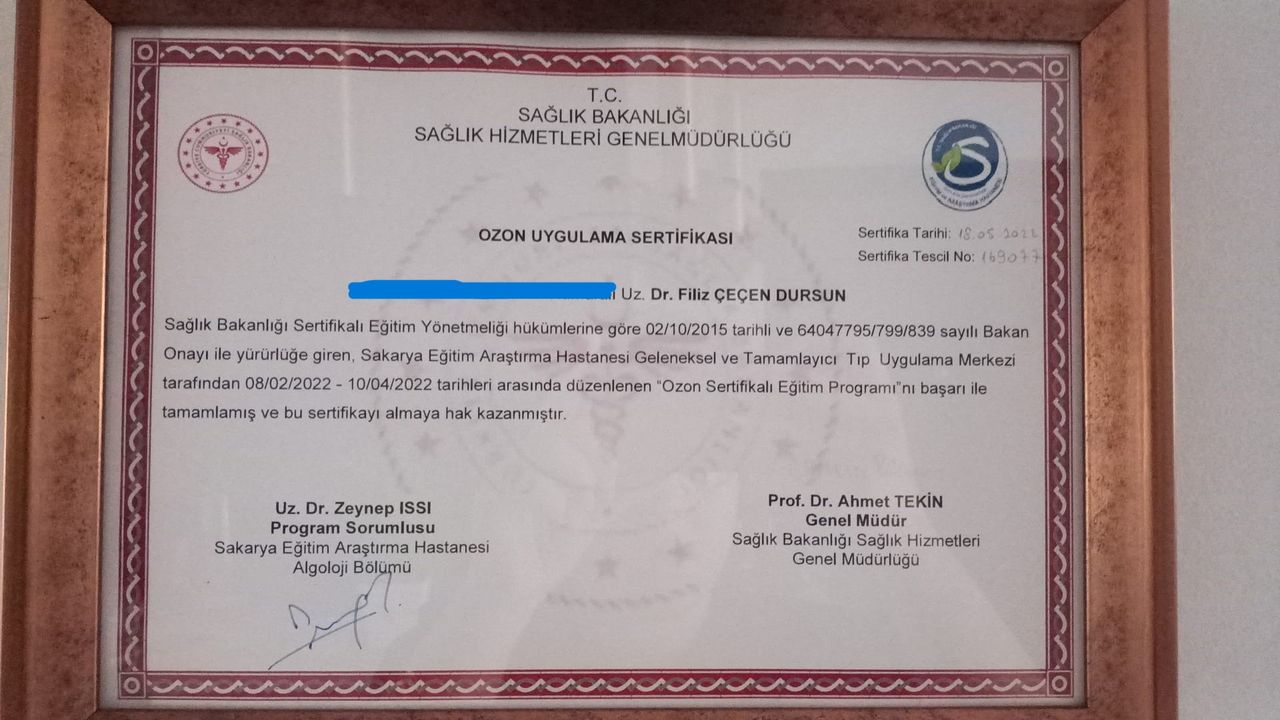 T.C.
SAĞLIK BAKANLIĞI
SAĞLIK HİZMETLERİ GENELMÜDÜRLÜĞÜ
OZON UYGULAMA SERTİFİKASI
Sertifika Tarihi: 18.05 2022
Sertifika Tescil No: 169077
Uz. Dr. Filiz ÇEÇEN DURSUN
Sağlık Bakanlığı Sertifikalı Eğitim Yönetmeliği hükümlerine göre 02/10/2015 tarihli ve 64047795/799/839 sayılı Bakan
Onayı ile yürürlüğe giren, Sakarya Eğitim Araştırma Hastanesi Geleneksel ve Tamamlayıcı Tıp Uygulama Merkezi
tarafından 08/02/2022 - 10/04/2022 tarihleri arasında düzenlenen “Ozon Sertifikalı Eğitim Programı”nı başarı ile
tamamlamış ve bu sertifikayı almaya hak kazanmıştır.
Uz. Dr. Zeynep ISSI
Program Sorumlusu
Sakarya Eğitim Araştırma Hastanesi
Algoloji Bölümü
Prof. Dr. Ahmet TEKİN
Genel Müdür
Sağlık Bakanlığı Sağlık Hizmetleri
Genel Müdürlüğü